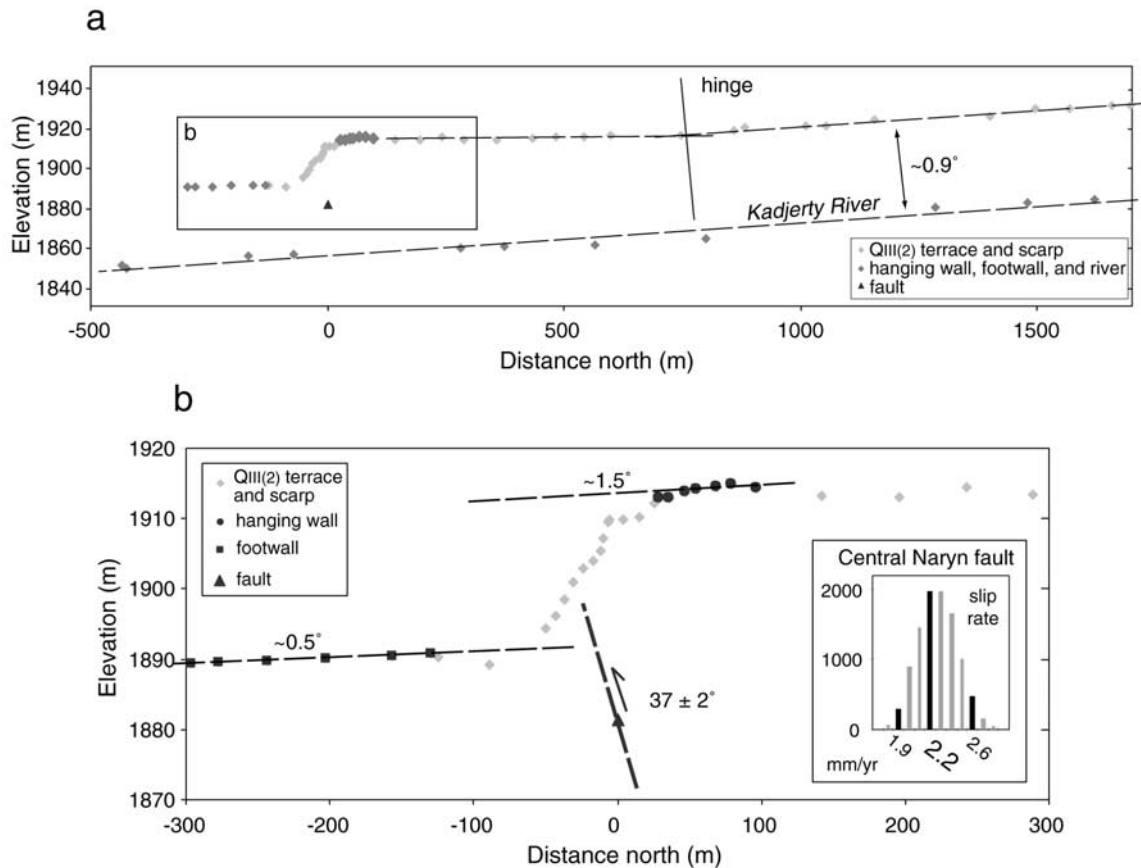 a
Elevation (m)
1940
1920
1900
1880
1860
1840
b
hinge
~0.9˚
Kadjerty River
QIII(2) terrace and scarp
hanging wall, footwall, and river
fault
-500
0
500
1000
1500
Distance north (m)
b
Elevation (m)
1920
1910
1900
1890
1880
1870
QIII(2) terrace
and scarp
hanging wall
footwall
fault
~1.5˚
~0.5˚
37 ± 2˚
Central Naryn fault
2000
1000
0
slip
rate
1.9
2.2
2.6
mm/yr
-300
-200
-100
0
100
200
300
Distance north (m)